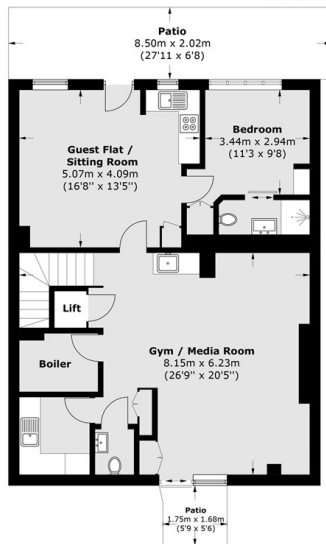 Patio
8.50m x 2.02m
(27'11 x 6'8)
Guest Flat /
Sitting Room
5.07m x 4.09m
(16'8" x 13'5")
Bedroom
3.44m x 2.94m
(11'3 x 9'8)
Lift
Boiler
Gym / Media Room
8.15m x 6.23m
(26'9" x 20'5")
Patio
1.75m x 1.68m
(5'9 x 5'6)